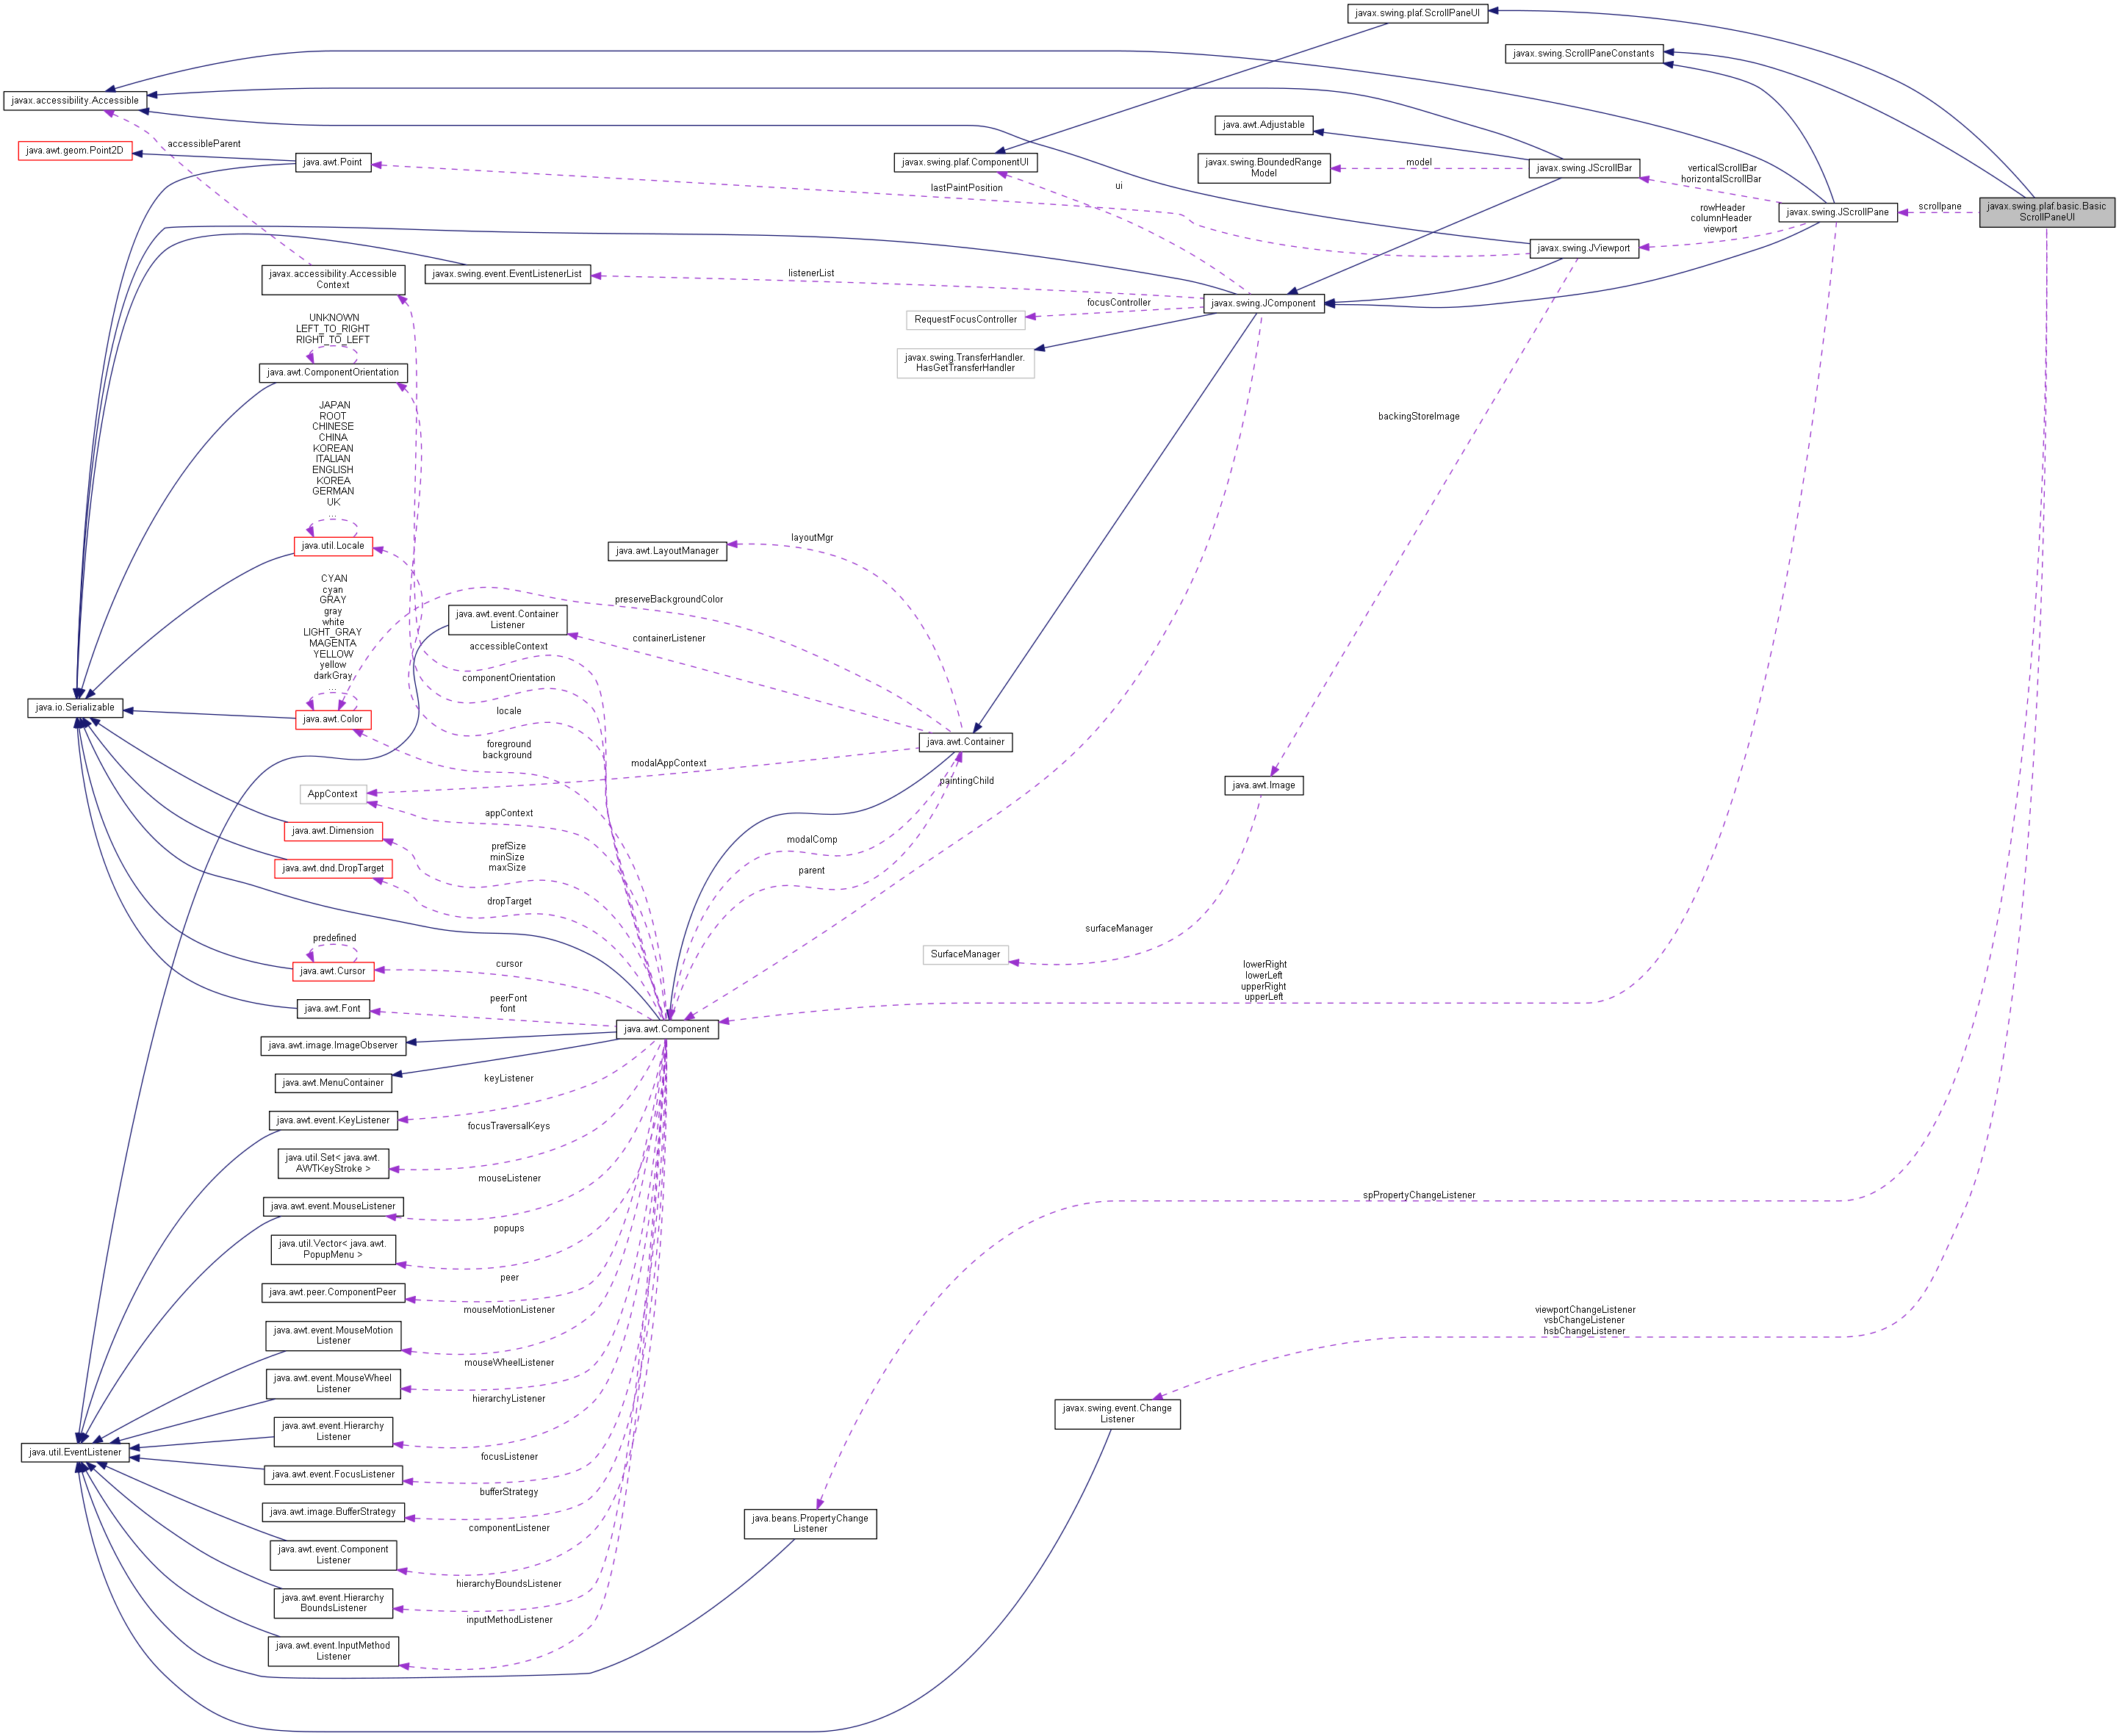 javax.swing.plaf.ScrollPaneUI
javax.swing.ScrollPaneConstants
javax.accessibility.Accessible
java.awt.Adjustable
accessibleParent
java.awt.geom.Point2D
java.awt.Point
javax.swing.plaf.ComponentUI
javax.swing.BoundedRange
Model
model
javax.swing.JScrollBar
verticalScrollBar
horizontalScrollBar
lastPaintPosition
ui
rowHeader
columnHeader
viewport
javax.swing.JScrollPane
scrollpane
javax.swing.plaf.basic.Basic
ScrollPaneUI
javax.swing.JViewport
javax.accessibility.Accessible
Context
javax.swing.event.EventListenerList
listenerList
focusController
javax.swing.JComponent
RequestFocusController
UNKNOWN
LEFT_TO_RIGHT
RIGHT_TO_LEFT
javax.swing.TransferHandler.
HasGetTransferHandler
java.awt.ComponentOrientation
backingStoreImage
JAPAN
ROOT
CHINESE
CHINA
KOREAN
ITALIAN
ENGLISH
KOREA
GERMAN
UK
...
java.util.Locale
java.awt.LayoutManager
layoutMgr
CYAN
cyan
GRAY
gray
white
LIGHT_GRAY
MAGENTA
YELLOW
yellow
darkGray
...
java.awt.event.Container
Listener
preserveBackgroundColor
containerListener
accessibleContext
componentOrientation
java.io.Serializable
java.awt.Color
locale
foreground
background
java.awt.Container
modalAppContext
paintingChild
java.awt.Image
AppContext
appContext
java.awt.Dimension
prefSize
minSize
maxSize
modalComp
java.awt.dnd.DropTarget
parent
dropTarget
surfaceManager
predefined
SurfaceManager
java.awt.Cursor
cursor
lowerRight
lowerLeft
upperRight
upperLeft
java.awt.Font
peerFont
font
java.awt.Component
java.awt.image.ImageObserver
java.awt.MenuContainer
keyListener
java.awt.event.KeyListener
focusTraversalKeys
java.util.Set< java.awt.
AWTKeyStroke >
mouseListener
java.awt.event.MouseListener
spPropertyChangeListener
popups
java.util.Vector< java.awt.
PopupMenu >
peer
java.awt.peer.ComponentPeer
mouseMotionListener
java.awt.event.MouseMotion
Listener
viewportChangeListener
vsbChangeListener
hsbChangeListener
mouseWheelListener
java.awt.event.MouseWheel
Listener
hierarchyListener
javax.swing.event.Change
Listener
java.awt.event.Hierarchy
Listener
java.util.EventListener
focusListener
java.awt.event.FocusListener
bufferStrategy
java.awt.image.BufferStrategy
java.beans.PropertyChange
Listener
componentListener
java.awt.event.Component
Listener
hierarchyBoundsListener
java.awt.event.Hierarchy
BoundsListener
inputMethodListener
java.awt.event.InputMethod
Listener